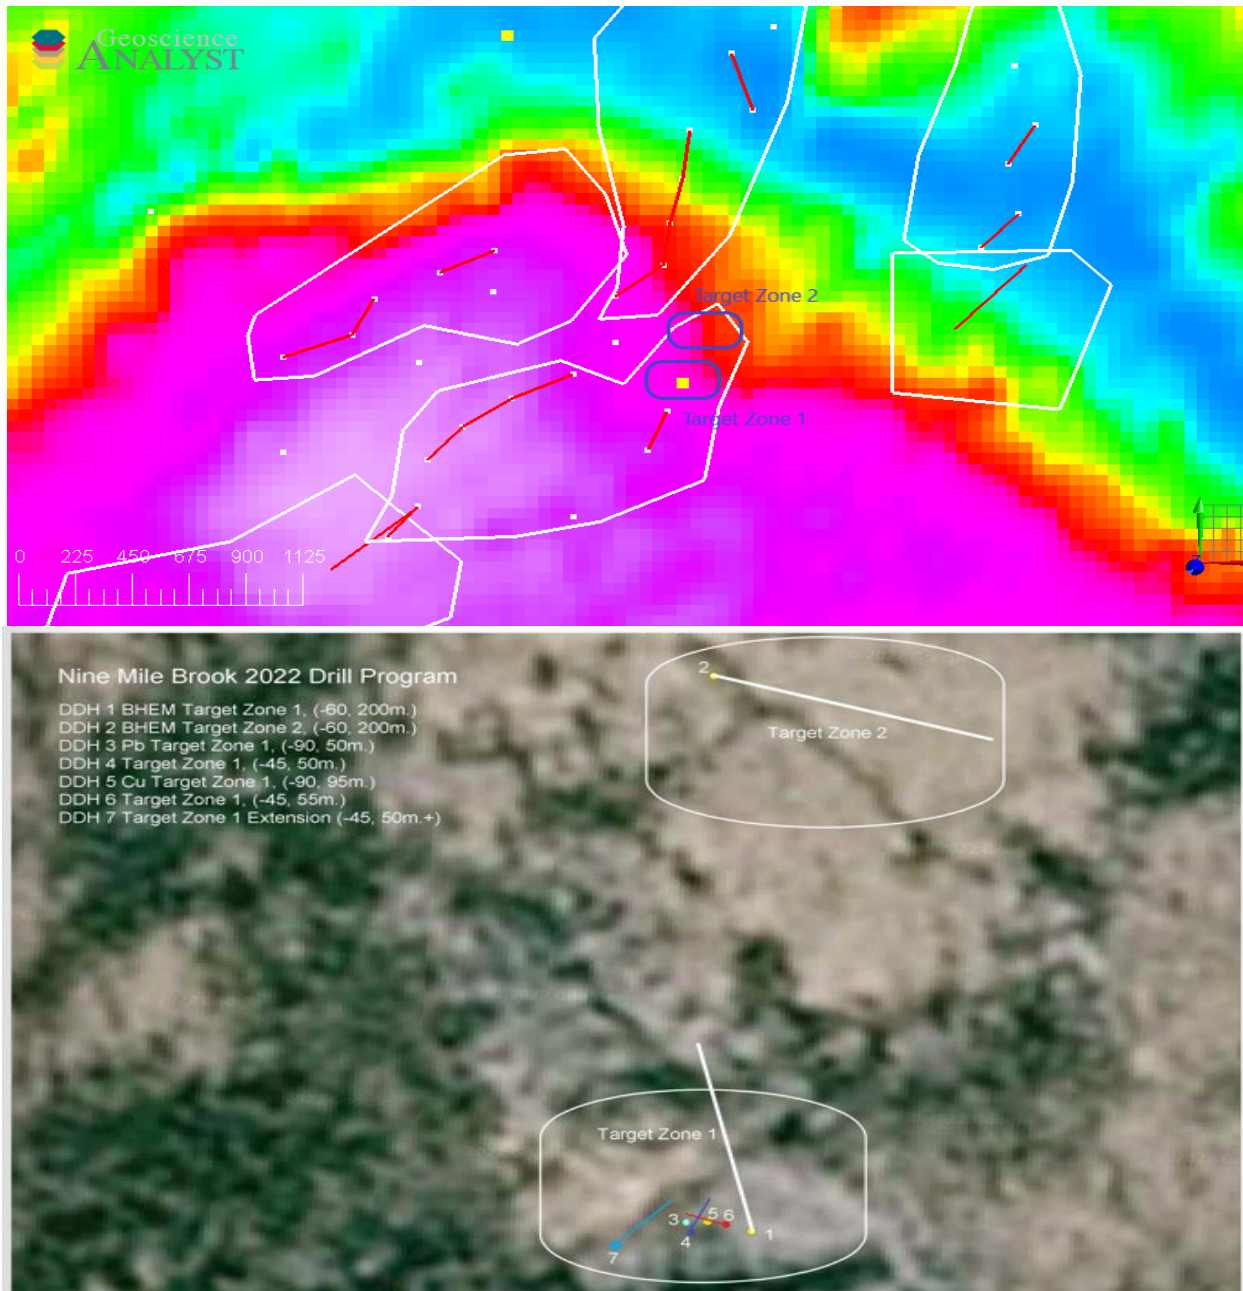 Geoscience
ANALYST
Target Zone 2
Target Zone 1
0 225 450 675 900 1125
Nine Mile Brook 2022 Drill Program
DDH 1 BHEM Target Zone 1, (-60, 200m.)
DDH 2 BHEM Target Zone 2, (-60, 200m.)
DDH 3 Pb Target Zone 1, (-90, 50m.)
DDH 4 Target Zone 1, (-45, 50m.)
DDH 5 Cu Target Zone 1, (-90, 95m.)
DDH 6 Target Zone 1, (-45, 55m.)
DDH 7 Target Zone 1 Extension (-45, 50m.+)
2
Target Zone 2
Target Zone 1
3
5
6
4
1
7